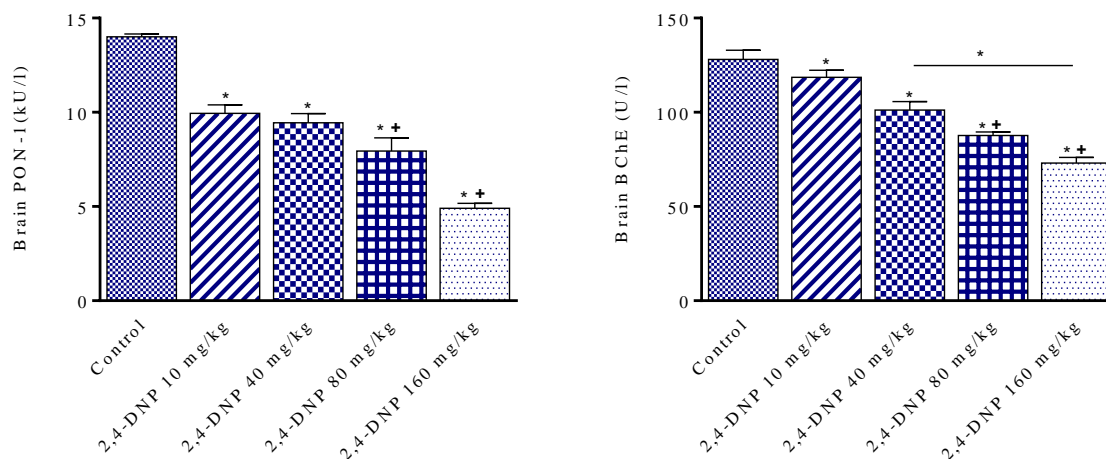 15
10
5
0
Brain PON-1(kU/l)
*
*
* +
* +
Control
2,4-DNP 10 mg/kg
2,4-DNP 40 mg/kg
2,4-DNP 80 mg/kg
2,4-DNP 160 mg/kg
150
100
50
0
Brain BChE (U/l)
*
*
*
* +
* +
Control
2,4-DNP 10 mg/kg
2,4-DNP 40 mg/kg
2,4-DNP 80 mg/kg
2,4-DNP 160 mg/kg